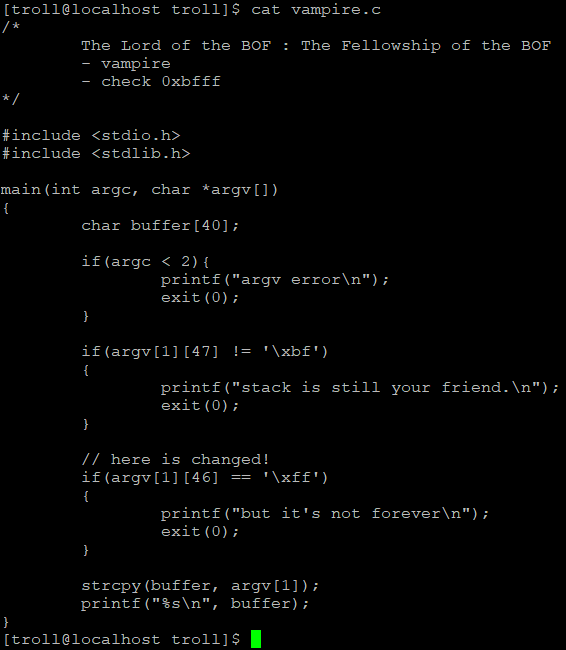 [troll@localhost troll]$ cat vampire.c
/*
        The Lord of the BOF : The Fellowship of the BOF
        - vampire
        - check 0xbfff
*/

#include <stdio.h>
#include <stdlib.h>

main(int argc, char *argv[])
{
        char buffer[40];

        if(argc < 2){
                printf("argv error\n");
                exit(0);
        }

        if(argv[1][47] != '\xbf')
        {
                printf("stack is still your friend.\n");
                exit(0);
        }

        // here is changed!
        if(argv[1][46] == '\xff')
        {
                printf("but it's not forever\n");
                exit(0);
        }

        strcpy(buffer, argv[1]);
        printf("%s\n", buffer);
}
[troll@localhost troll]$